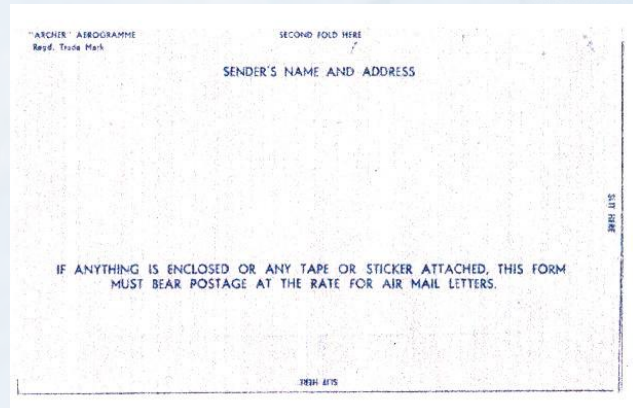 "ARCHER" AEROGRAMME
Regd. Trade Mark
SECOND FOLD HERE
SENDER'S NAME AND ADDRESS
SLIT HERE
IF ANYTHING IS ENCLOSED OR ANY TAPE OR STICKER ATTACHED, THIS FORM
MUST BEAR POSTAGE AT THE RATE FOR AIR MAIL LETTERS.
SLIT HERE